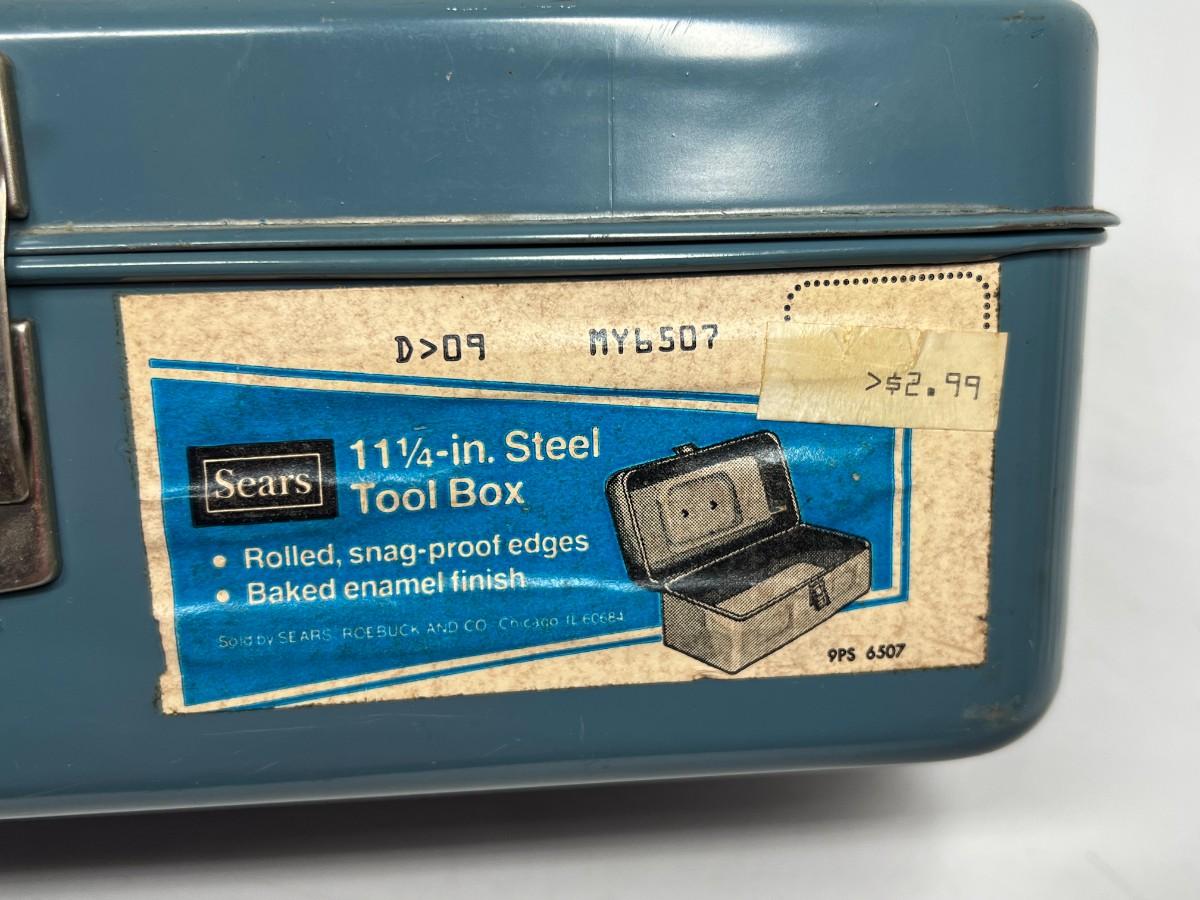 D>09 MY6507
>$2.99
Sears
11¼-in. Steel
Tool Box
• Rolled, snag-proof edges
• Baked enamel finish
Sold by SEARS, ROEBUCK AND CO. Chicago IL 60684
9PS 6507